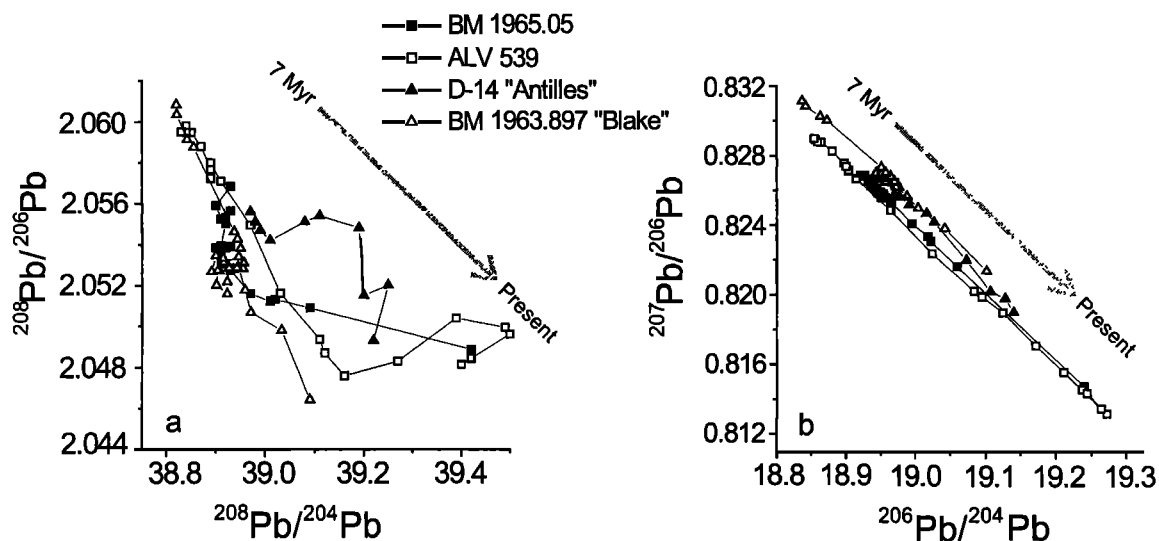 BM 1965.05
ALV 539
D-14 "Antilles"
BM 1963.897 "Blake"
7 Myr
Present
2.060
2.056
2.052
2.048
2.044
²⁰⁸Pb/²⁰⁶Pb
a
38.8 39.0 39.2 39.4
²⁰⁸Pb/²⁰⁴Pb
7 Myr
Present
0.832
0.828
0.824
0.820
0.816
0.812
²⁰⁷Pb/²⁰⁶Pb
b
18.8 18.9 19.0 19.1 19.2 19.3
²⁰⁶Pb/²⁰⁴Pb